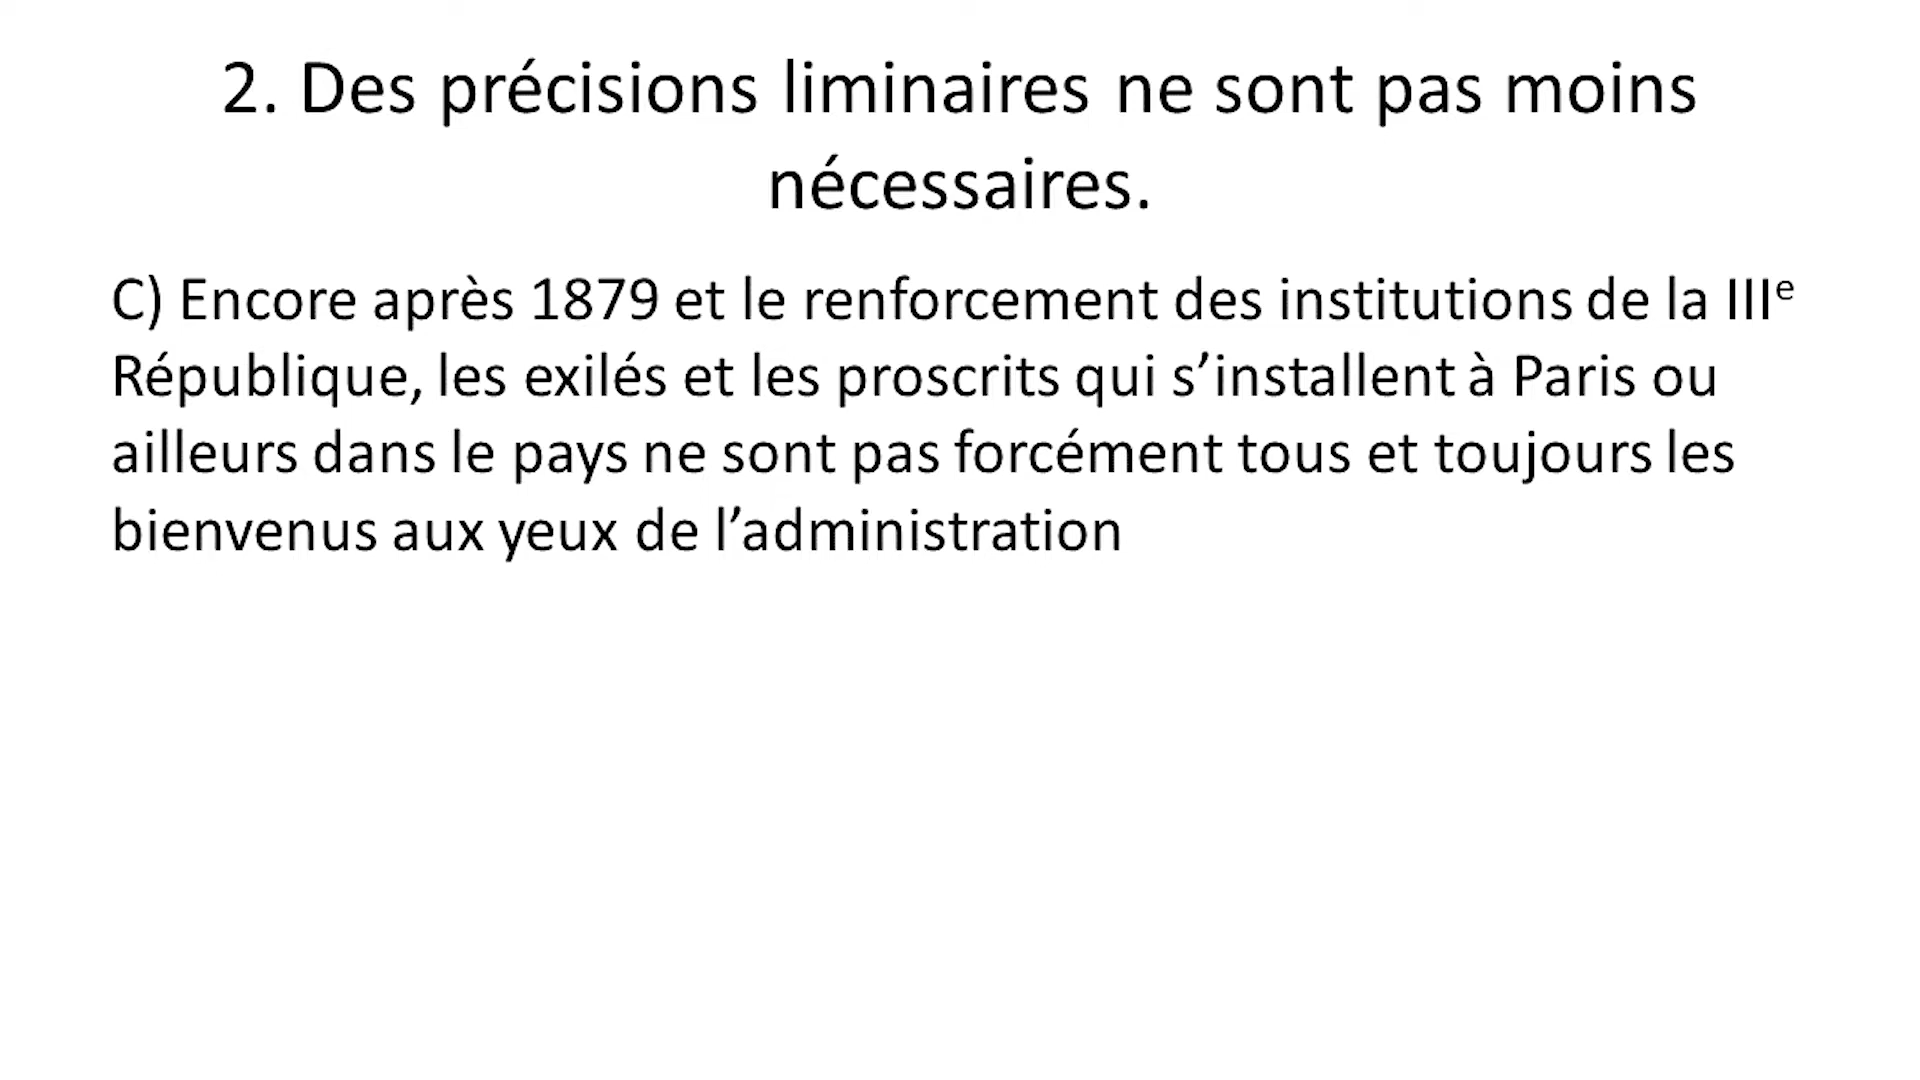 2. Des précisions liminaires ne sont pas moins
nécessaires.
C) Encore après 1879 et le renforcement des institutions de la IIIᵉ
République, les exilés et les proscrits qui s’installent à Paris ou
ailleurs dans le pays ne sont pas forcément tous et toujours les
bienvenus aux yeux de l’administration